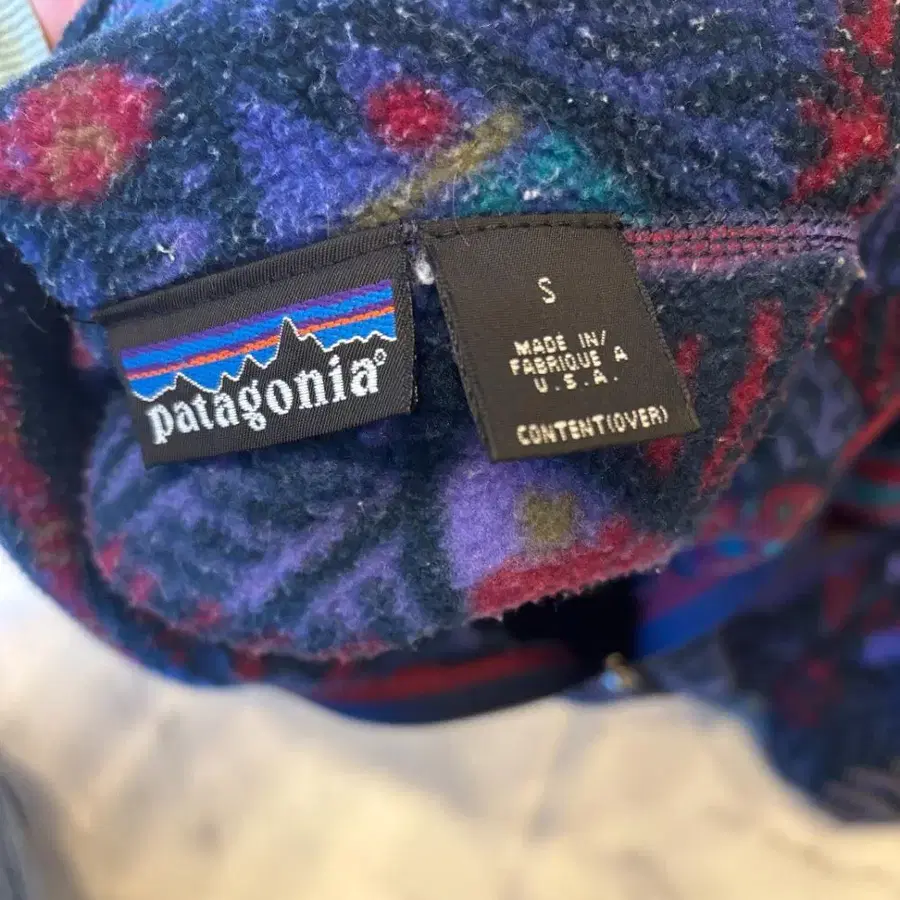 patagonia®
S
MADE IN/
FABRIQUE A
U.S.A.
CONTENT(OVER)